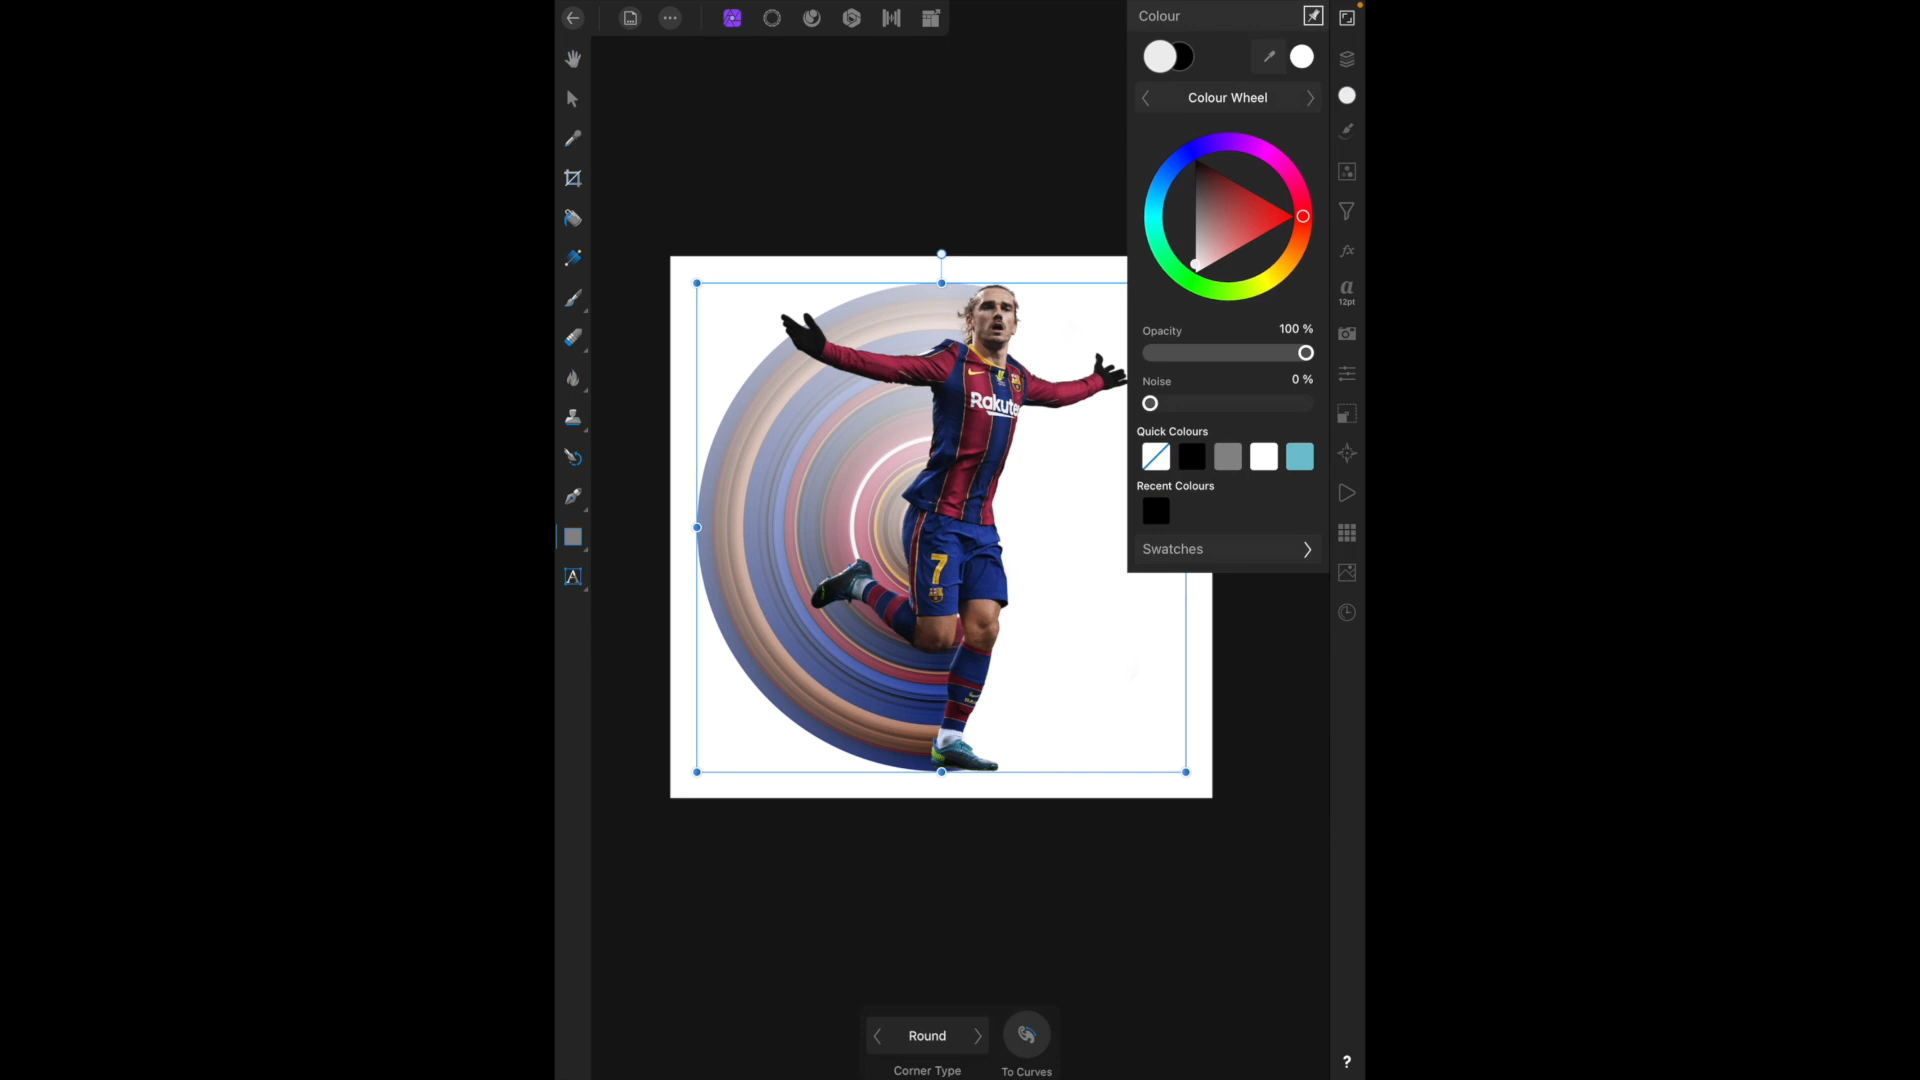 Colour
Colour Wheel
Opacity
100 %
Noise
0 %
Quick Colours
Recent Colours
Swatches
a
12pt
A
Rakuten
7
Round
Corner Type
To Curves
?